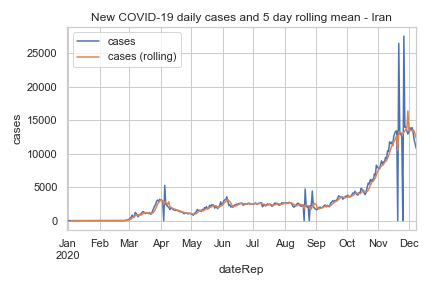 New COVID-19 daily cases and 5 day rolling mean - Iran
cases
cases (rolling)
cases
25000
20000
15000
10000
5000
0
Jan Feb Mar Apr May Jun Jul Aug Sep Oct Nov Dec
2020
dateRep